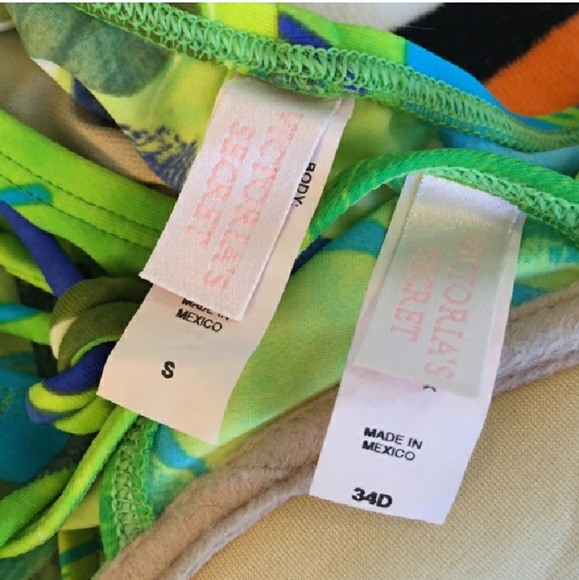 VICTORIA'S
SECRET
BODY:
MADE IN
MEXICO
S
VICTORIA'S
SECRET
MADE IN
MEXICO
34D